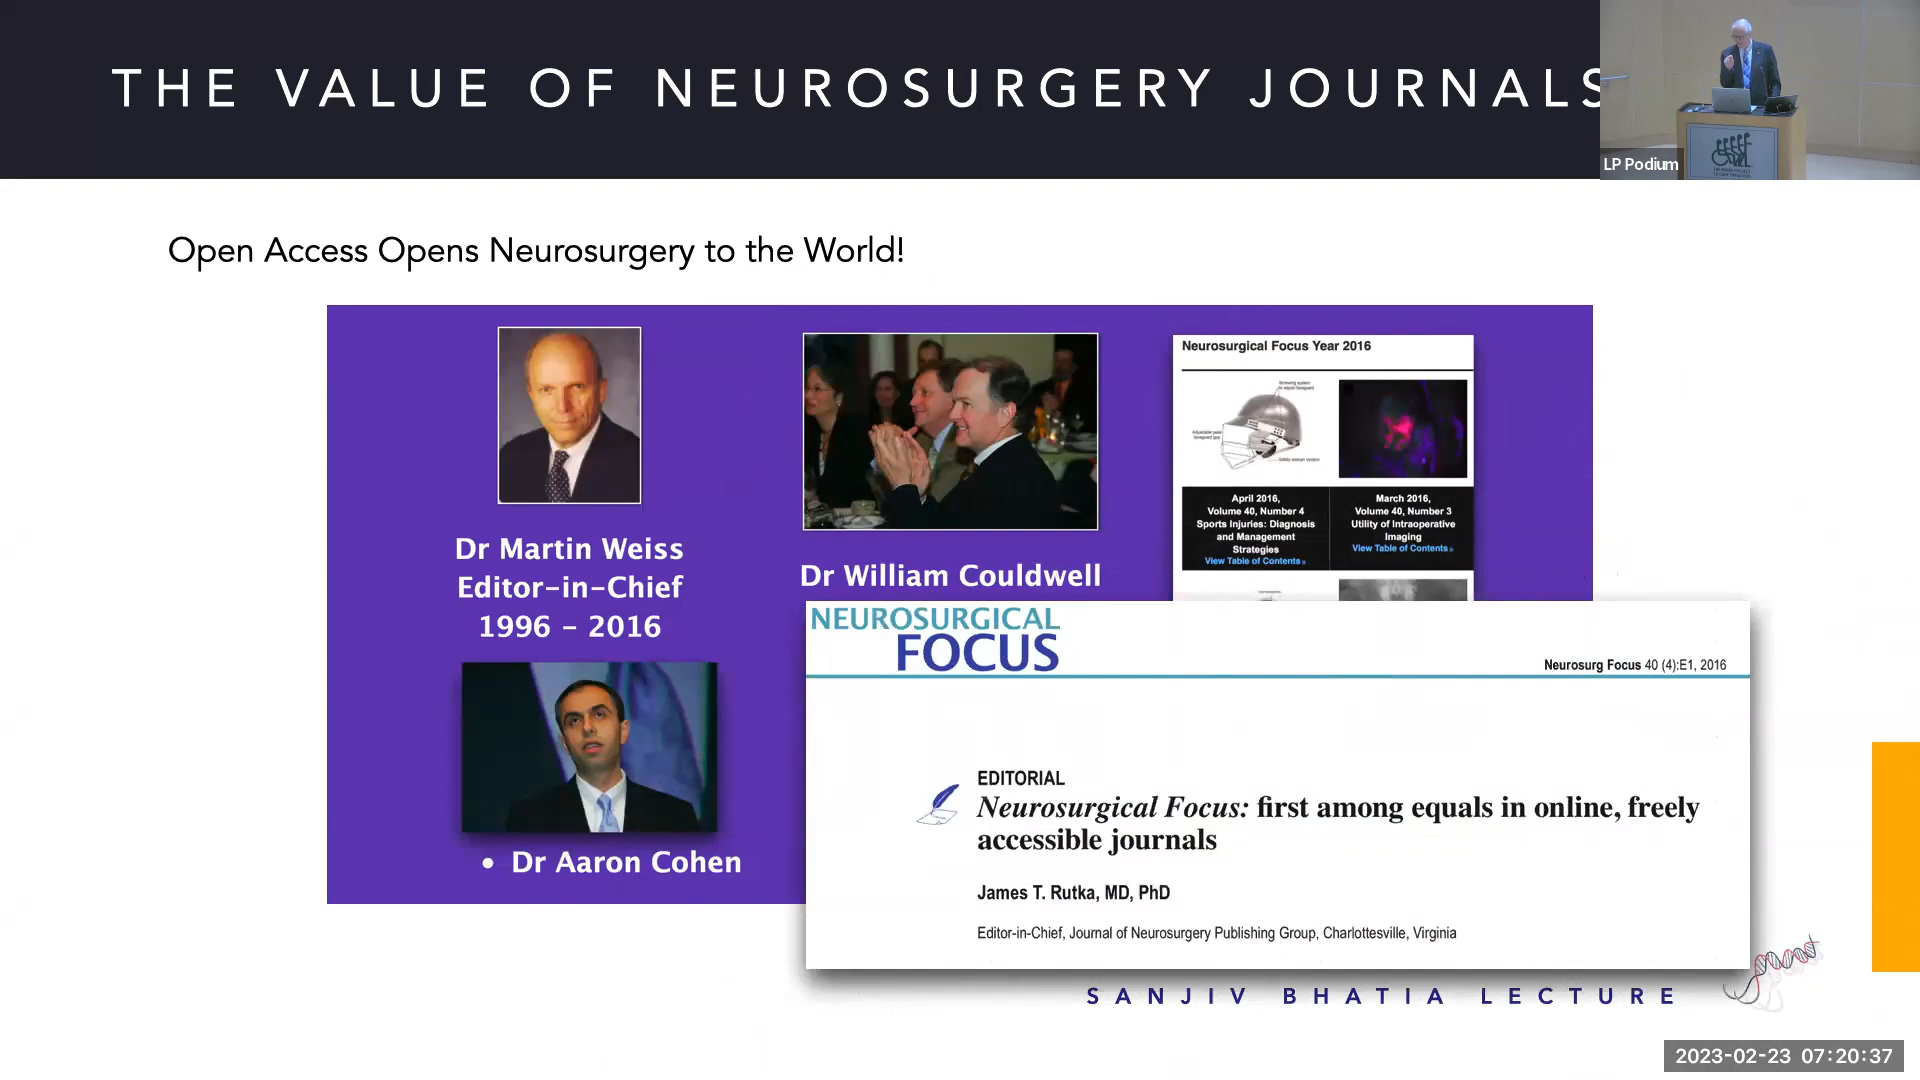 THE VALUE OF NEUROSURGERY JOURNALS
LP Podium
Open Access Opens Neurosurgery to the World!
Dr Martin Weiss
Editor-in-Chief
1996 - 2016
Dr William Couldwell
Neurosurgical Focus Year 2016
Safety release system
April 2016,
Volume 40, Number 4
Sports Injuries: Diagnosis
and Management
Strategies
View Table of Contents »
March 2016,
Volume 40, Number 3
Utility of Intraoperative
Imaging
View Table of Contents »
• Dr Aaron Cohen
NEUROSURGICAL
FOCUS
Neurosurg Focus 40 (4):E1, 2016
EDITORIAL
Neurosurgical Focus: first among equals in online, freely
accessible journals
James T. Rutka, MD, PhD
Editor-in-Chief, Journal of Neurosurgery Publishing Group, Charlottesville, Virginia
SANJIV BHATIA LECTURE
2023-02-23 07:20:37